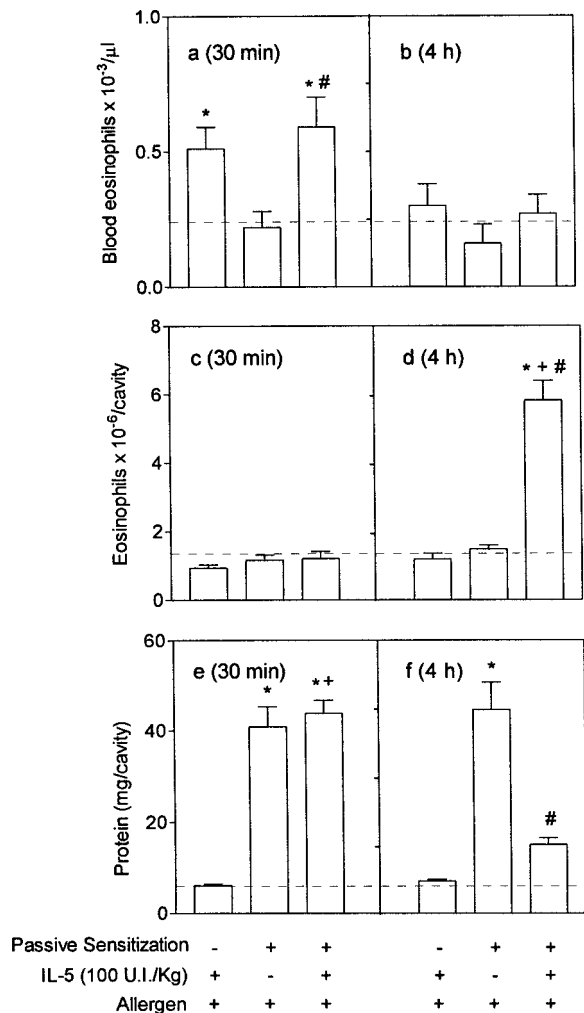 Blood eosinophils x 10⁻³/µl
1.0
0.5
0.0
a (30 min)
b (4 h)
*
* #
Eosinophils x 10⁻⁶/cavity
8
6
4
2
0
c (30 min)
d (4 h)
* + #
Protein (mg/cavity)
60
40
20
0
e (30 min)
f (4 h)
*
*+
*
#
Passive Sensitization - + + - + +
IL-5 (100 U.I./Kg) + - + + - +
Allergen + + + + + +